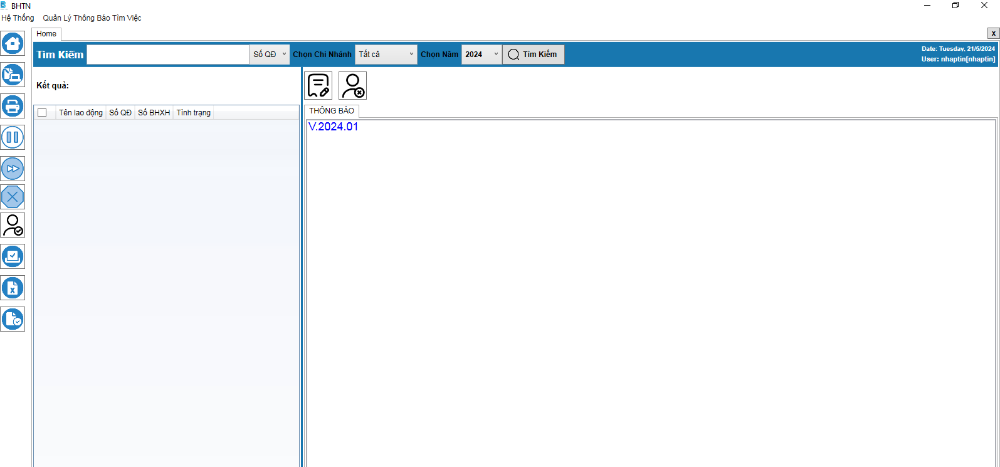 BHTN
Hệ Thống Quản Lý Thông Báo Tìm Việc
Home
x
Tìm Kiếm Số QĐ Chọn Chi Nhánh Tất cả Chọn Năm 2024 Tìm Kiếm
Date: Tuesday, 21/5/2024
User: nhaptin[nhaptin]
Kết quả:
Tên lao động Số QĐ Số BHXH Tình trạng
THÔNG BÁO
V.2024.01